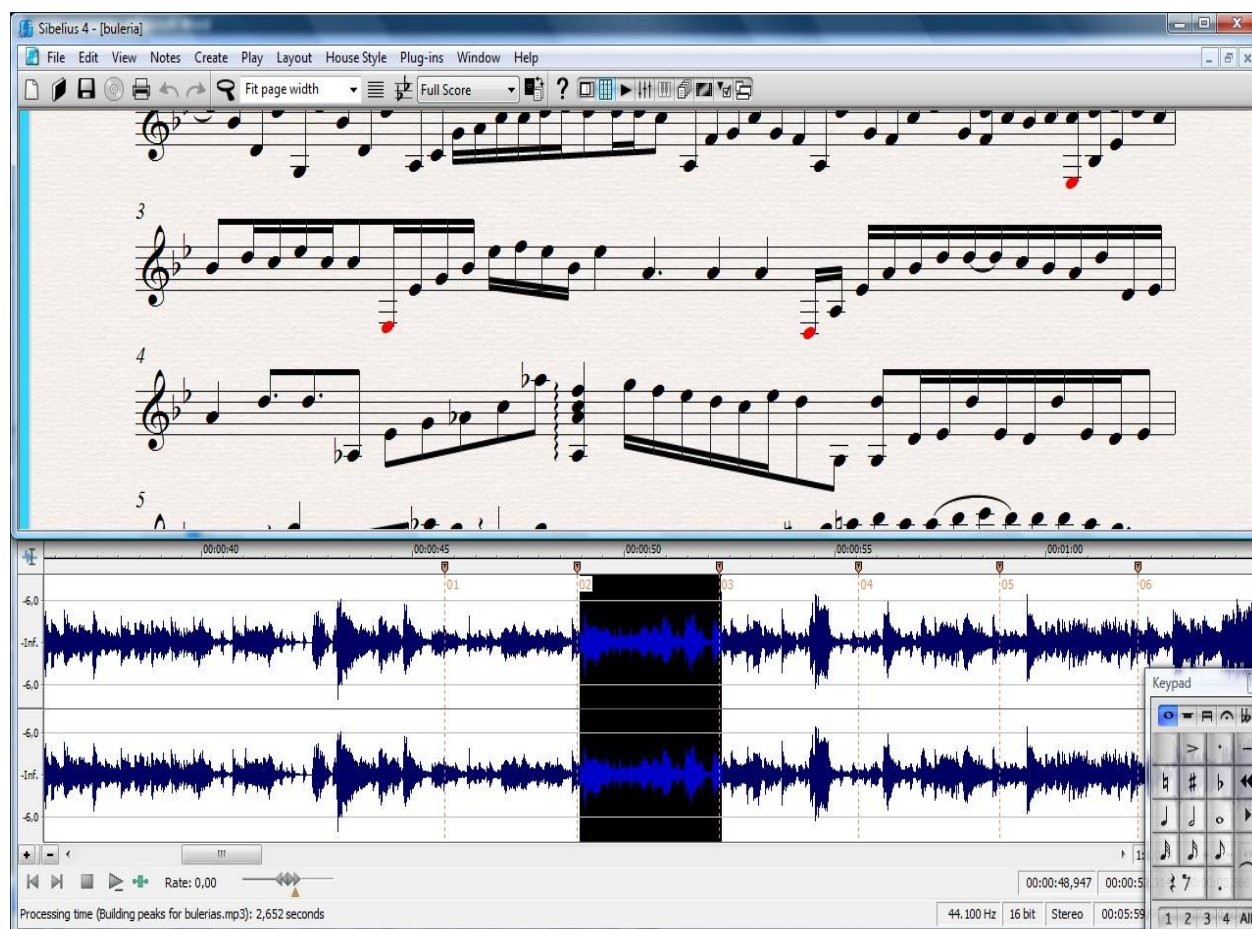 Sibelius 4 - [buleria]
File Edit View Notes Create Play Layout House Style Plug-ins Window Help
Fit page width Full Score
3
4
5
00:00:40 00:00:45 00:00:50 00:00:55 00:01:00
01 02 03 04 05 06
-6,0
-Inf.
-6,0
-6,0
-Inf.
-6,0
Keypad
Rate: 0,00
00:00:48,947
Processing time (Building peaks for bulerias.mp3): 2,652 seconds
44.100 Hz 16 bit Stereo
1 2 3 4 All